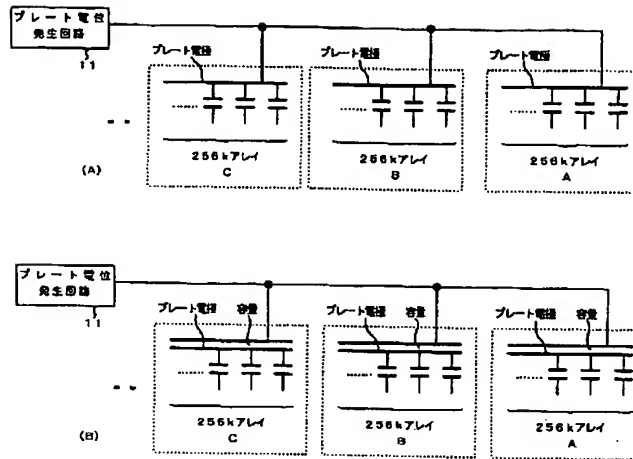 プレート電位
発生回路
11
プレート電極
プレート電極
プレート電極
256kアレイ
C
256kアレイ
B
256kアレイ
A
(A)
プレート電位
発生回路
11
プレート電極 容量
プレート電極 容量
プレート電極 容量
256kアレイ
C
256kアレイ
B
256kアレイ
A
(B)